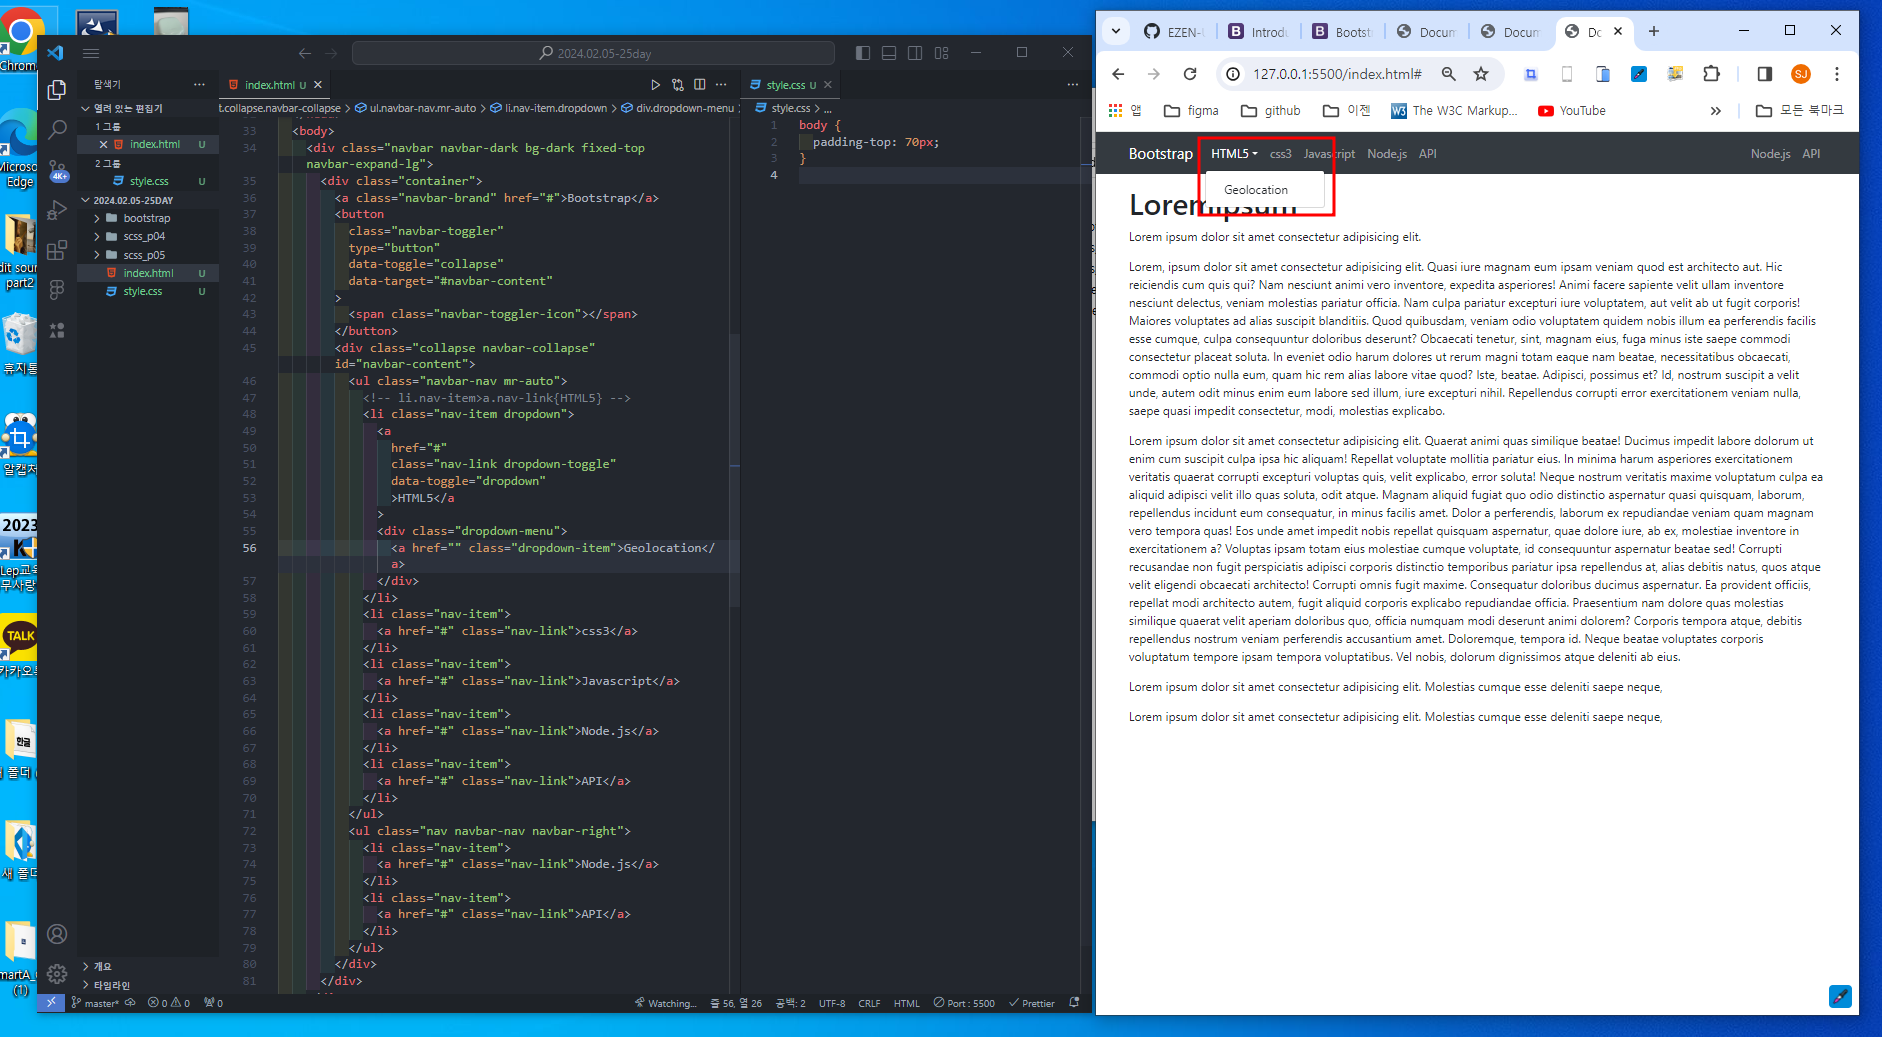 Chrom
Microso
Edge
dit sour
part2
휴지통
알캡처
2023
Lep교육
무사랑
TALK
카카오톡
한글
새 폴더
martA_
(1)
2024.02.05-25day
탐색기
열려 있는 편집기
1 그룹
index.html U
2 그룹
style.css U
2024.02.05-25DAY
bootstrap
scss_p04
scss_p05
index.html U
style.css U
4K+
개요
타임라인
index.html U
t.collapse.navbar-collapse > ul.navbar-nav.mr-auto > li.nav-item.dropdown > div.dropdown-menu >
33 <body>
34 <div class="navbar navbar-dark bg-dark fixed-top
navbar-expand-lg">
35 <div class="container">
36 <a class="navbar-brand" href="#">Bootstrap</a>
37 <button
38 class="navbar-toggler"
39 type="button"
40 data-toggle="collapse"
41 data-target="#navbar-content"
42 >
43 <span class="navbar-toggler-icon"></span>
44 </button>
45 <div class="collapse navbar-collapse"
id="navbar-content">
46 <ul class="navbar-nav mr-auto">
47 <!-- li.nav-item>a.nav-link{HTML5} -->
48 <li class="nav-item dropdown">
49 <a
50 href="#"
51 class="nav-link dropdown-toggle"
52 data-toggle="dropdown"
53 >HTML5</a
54 >
55 <div class="dropdown-menu">
56 <a href="" class="dropdown-item">Geolocation</
a>
57 </div>
58 </li>
59 <li class="nav-item">
60 <a href="#" class="nav-link">css3</a>
61 </li>
62 <li class="nav-item">
63 <a href="#" class="nav-link">Javascript</a>
64 </li>
65 <li class="nav-item">
66 <a href="#" class="nav-link">Node.js</a>
67 </li>
68 <li class="nav-item">
69 <a href="#" class="nav-link">API</a>
70 </li>
71 </ul>
72 <ul class="nav navbar-nav navbar-right">
73 <li class="nav-item">
74 <a href="#" class="nav-link">Node.js</a>
75 </li>
76 <li class="nav-item">
77 <a href="#" class="nav-link">API</a>
78 </li>
79 </ul>
80 </div>
81 </div>
style.css U
style.css > ...
1 body {
2 padding-top: 70px;
3 }
4
master* 0 0 0
Watching... 줄 56, 열 26 공백: 2 UTF-8 CRLF HTML Port : 5500 Prettier
EZEN-
Introdu
Bootst
Docum
Docum
Dc
127.0.0.1:5500/index.html#
SJ
앱 figma github 이젠 The W3C Markup... YouTube » 모든 북마크
Bootstrap HTML5 css3 Javascript Node.js API Node.js API
Geolocation
LoremIpsum
Lorem ipsum dolor sit amet consectetur adipisicing elit.
Lorem, ipsum dolor sit amet consectetur adipisicing elit. Quasi iure magnam eum ipsam veniam quod est architecto aut. Hic
reiciendis cum quis qui? Nam nesciunt animi vero inventore, expedita asperiores! Animi facere sapiente velit ullam inventore
nesciunt delectus, veniam molestias pariatur officia. Nam culpa pariatur excepturi iure voluptatem, aut velit ab ut fugit corporis!
Maiores voluptates ad alias suscipit blanditiis. Quod quibusdam, veniam odio voluptatem quidem nobis illum ea perferendis facilis
esse cumque, culpa consequuntur doloribus deserunt? Obcaecati tenetur, sint, magnam eius, fuga minus iste saepe commodi
consectetur placeat soluta. In eveniet odio harum dolores ut rerum magni totam eaque nam beatae, necessitatibus obcaecati,
commodi optio nulla eum, quam hic rem alias labore vitae quod? Iste, beatae. Adipisci, possimus et? Id, nostrum suscipit a velit
unde, autem odit minus enim eum labore sed illum, iure excepturi nihil. Repellendus corrupti error exercitationem veniam nulla,
saepe quasi impedit consectetur, modi, molestias explicabo.
Lorem ipsum dolor sit amet consectetur adipisicing elit. Quaerat animi quas similique beatae! Ducimus impedit labore dolorum ut
enim cum suscipit culpa ipsa hic aliquam! Repellat voluptate mollitia pariatur eius. In minima harum asperiores exercitationem
veritatis quaerat corrupti excepturi voluptas quis, velit explicabo, error soluta! Neque nostrum veritatis maxime voluptatum culpa ea
aliquid adipisci velit illo quas soluta, odit atque. Magnam aliquid fugiat quo odio distinctio aspernatur quasi quisquam, laborum,
repellendus incidunt eum consequatur, in minus facilis amet. Dolor a perferendis, laborum ex repudiandae veniam quam magnam
vero tempora quas! Eos unde amet impedit nobis repellat quisquam aspernatur, quae dolore iure, ab ex, molestiae inventore in
exercitationem a? Voluptas ipsam totam eius molestiae cumque voluptate, id consequuntur aspernatur beatae sed! Corrupti
recusandae non fugit perspiciatis adipisci corporis distinctio temporibus pariatur ipsa repellendus at, alias debitis natus, quos atque
velit eligendi obcaecati architecto! Corrupti omnis fugit maxime. Consequatur doloribus ducimus aspernatur. Ea provident officiis,
repellat modi architecto autem, fugit aliquid corporis explicabo repudiandae officia. Praesentium nam dolore quas molestias
similique quaerat velit aperiam doloribus quo, officia numquam modi deserunt animi dolorem? Corporis tempora atque, debitis
repellendus nostrum veniam perferendis accusantium amet. Doloremque, tempora id. Neque beatae voluptates corporis
voluptatum tempore ipsam tempora voluptatibus. Vel nobis, dolorum dignissimos atque deleniti ab eius.
Lorem ipsum dolor sit amet consectetur adipisicing elit. Molestias cumque esse deleniti saepe neque,
Lorem ipsum dolor sit amet consectetur adipisicing elit. Molestias cumque esse deleniti saepe neque,